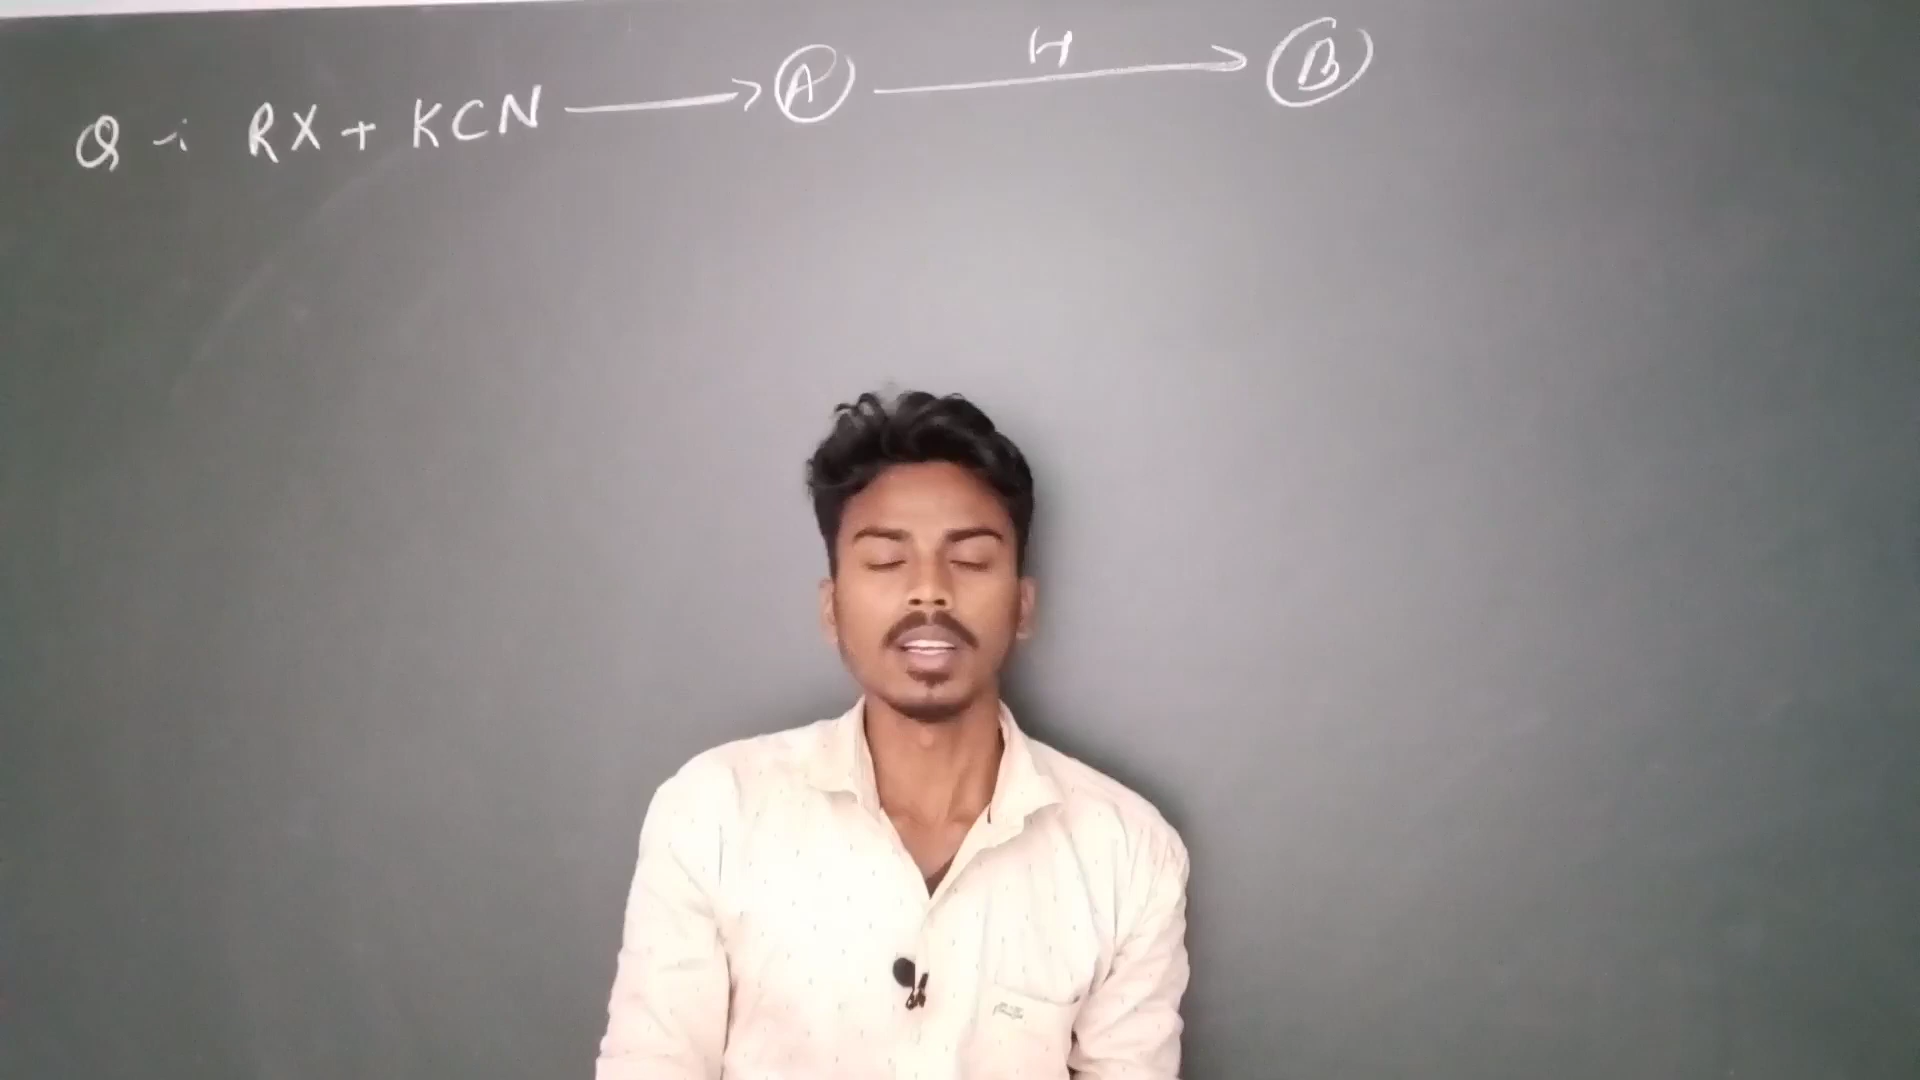 Q -: RX + KCN ⟶ A ⟶ H B